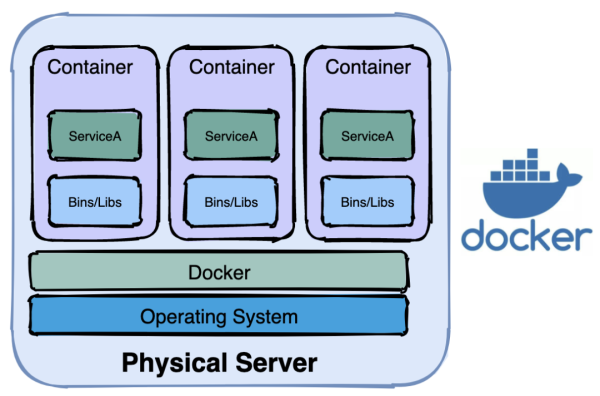 Container
Container
Container
ServiceA
ServiceA
ServiceA
Bins/Libs
Bins/Libs
Bins/Libs
Docker
Operating System
Physical Server
docker